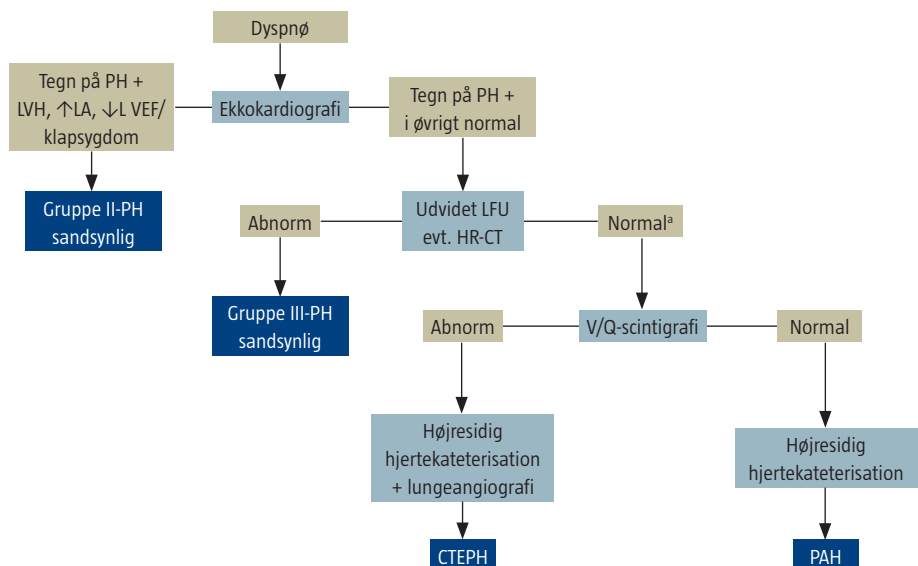 Dyspnø
Tegn på PH +
LVH, ↑LA, ↓L VEF/
klapsygdom
Ekkokardiografi
Tegn på PH +
i øvrigt normal
Gruppe II-PH
sandsynlig
Abnorm
Udvidet LFU
evt. HR-CT
Normalª
Gruppe III-PH
sandsynlig
Abnorm
V/Q-scintigrafi
Normal
Højresidig
hjertekateterisation
+ lungeangiografi
Højresidig
hjertekateterisation
CTEPH
PAH